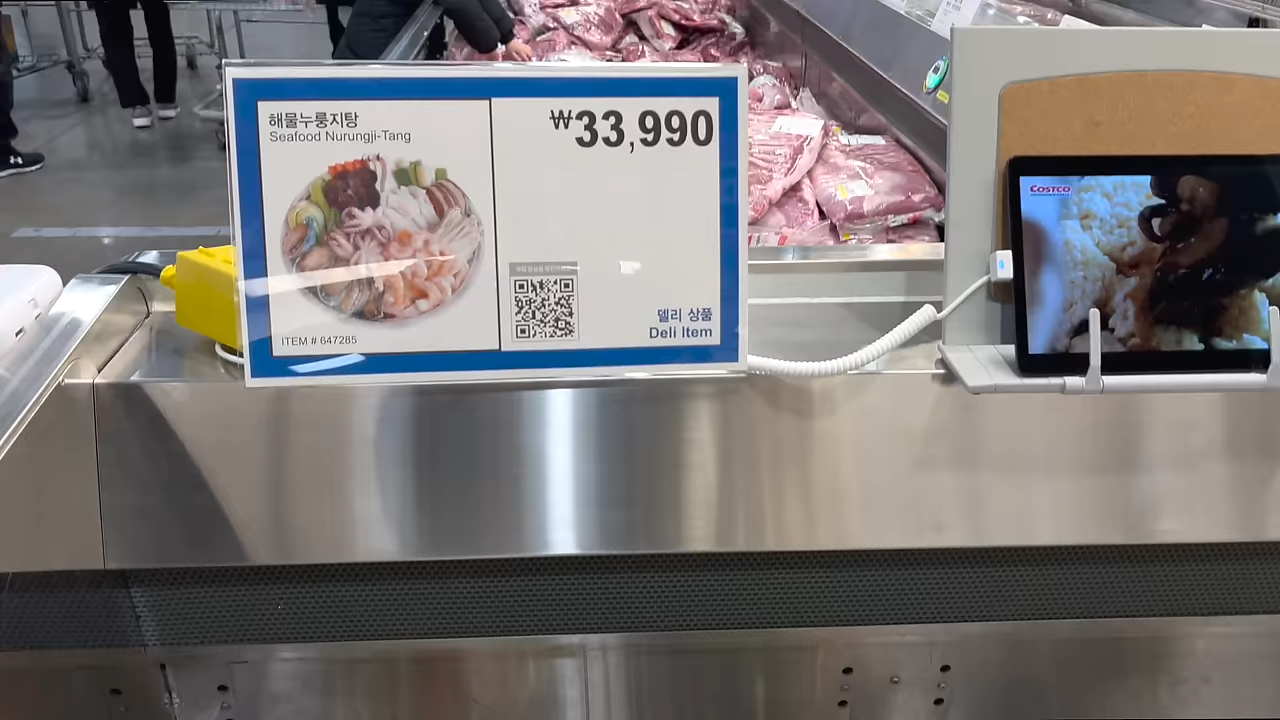 해물누룽지탕
Seafood Nurungji-Tang
ITEM # 647285
₩33,990
델리 상품
Deli Item
COSTCO